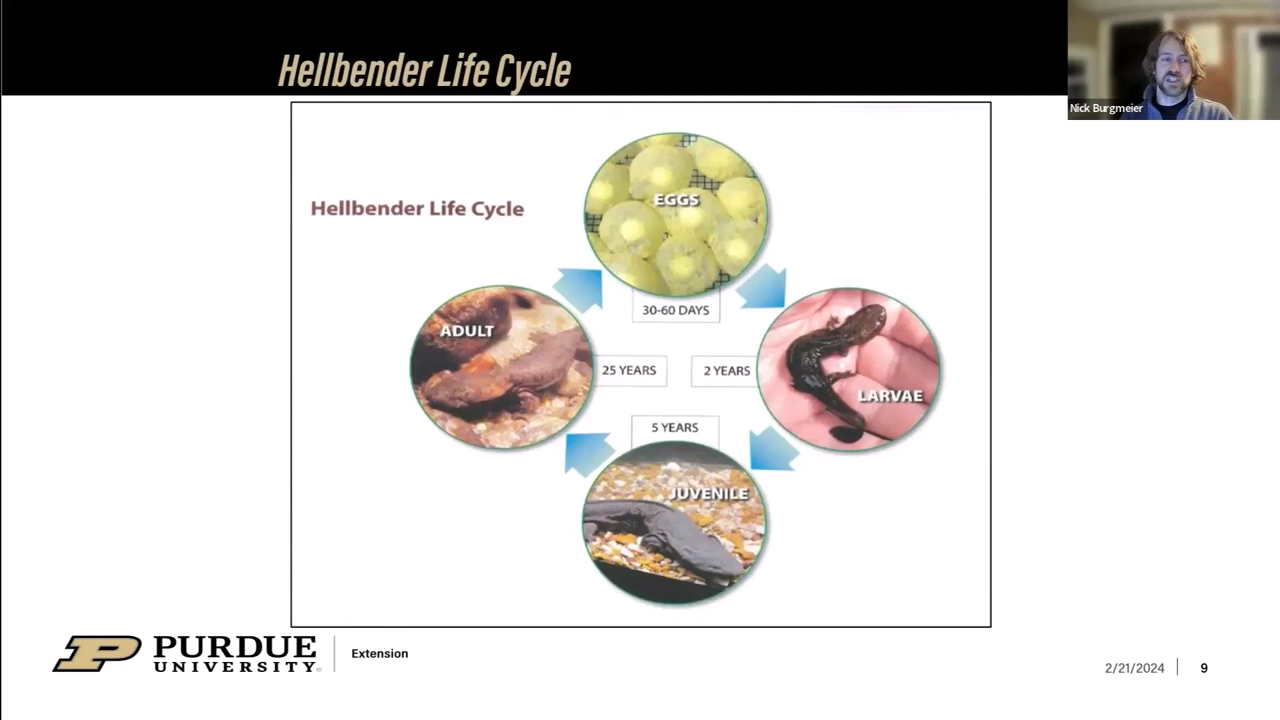 Hellbender Life Cycle
Nick Burgmeier
Hellbender Life Cycle
EGGS
30-60 DAYS
ADULT
25 YEARS
2 YEARS
LARVAE
5 YEARS
JUVENILE
PURDUE
UNIVERSITY®
Extension
2/21/2024
9